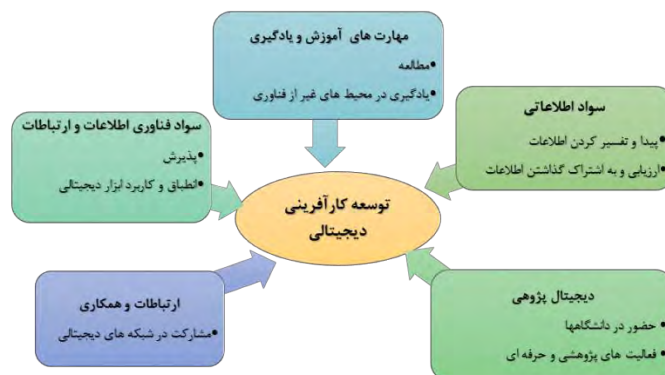 مهارت های آموزش و یادگیری
•مطالعه
•یادگیری در محیط های غیر از فناوری
سواد اطلاعاتی
•پیدا و تفسیر کردن اطلاعات
•ارزیابی و به اشتراک گذاشتن اطلاعات
سواد فناوری اطلاعات و ارتباطات
•پذیرش
•انطباق و کاربرد ابزار دیجیتالی
توسعه کارآفرینی
دیجیتالی
ارتباطات و همکاری
•مشارکت در شبکه های دیجیتالی
دیجیتال پژوهی
• حضور در دانشگاهها
• فعالیت های پژوهشی و حرفه ای